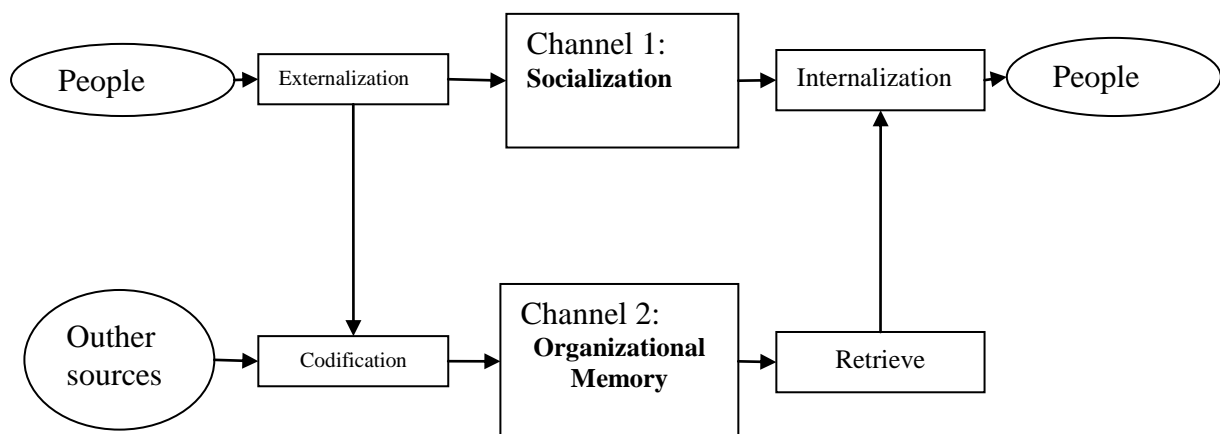 People
Externalization
Channel 1:
Socialization
Internalization
People
Outher
sources
Codification
Channel 2:
Organizational
Memory
Retrieve